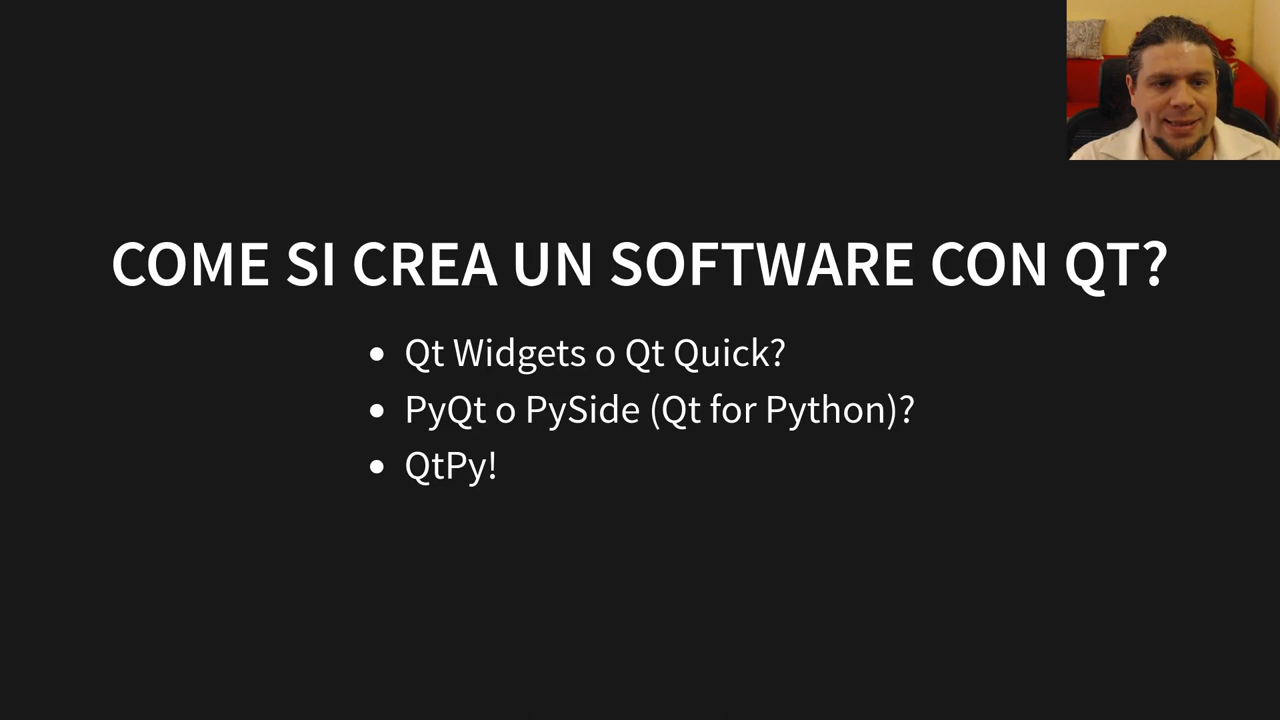 COME SI CREA UN SOFTWARE CON QT?
Qt Widgets o Qt Quick?
PyQt o PySide (Qt for Python)?
QtPy!